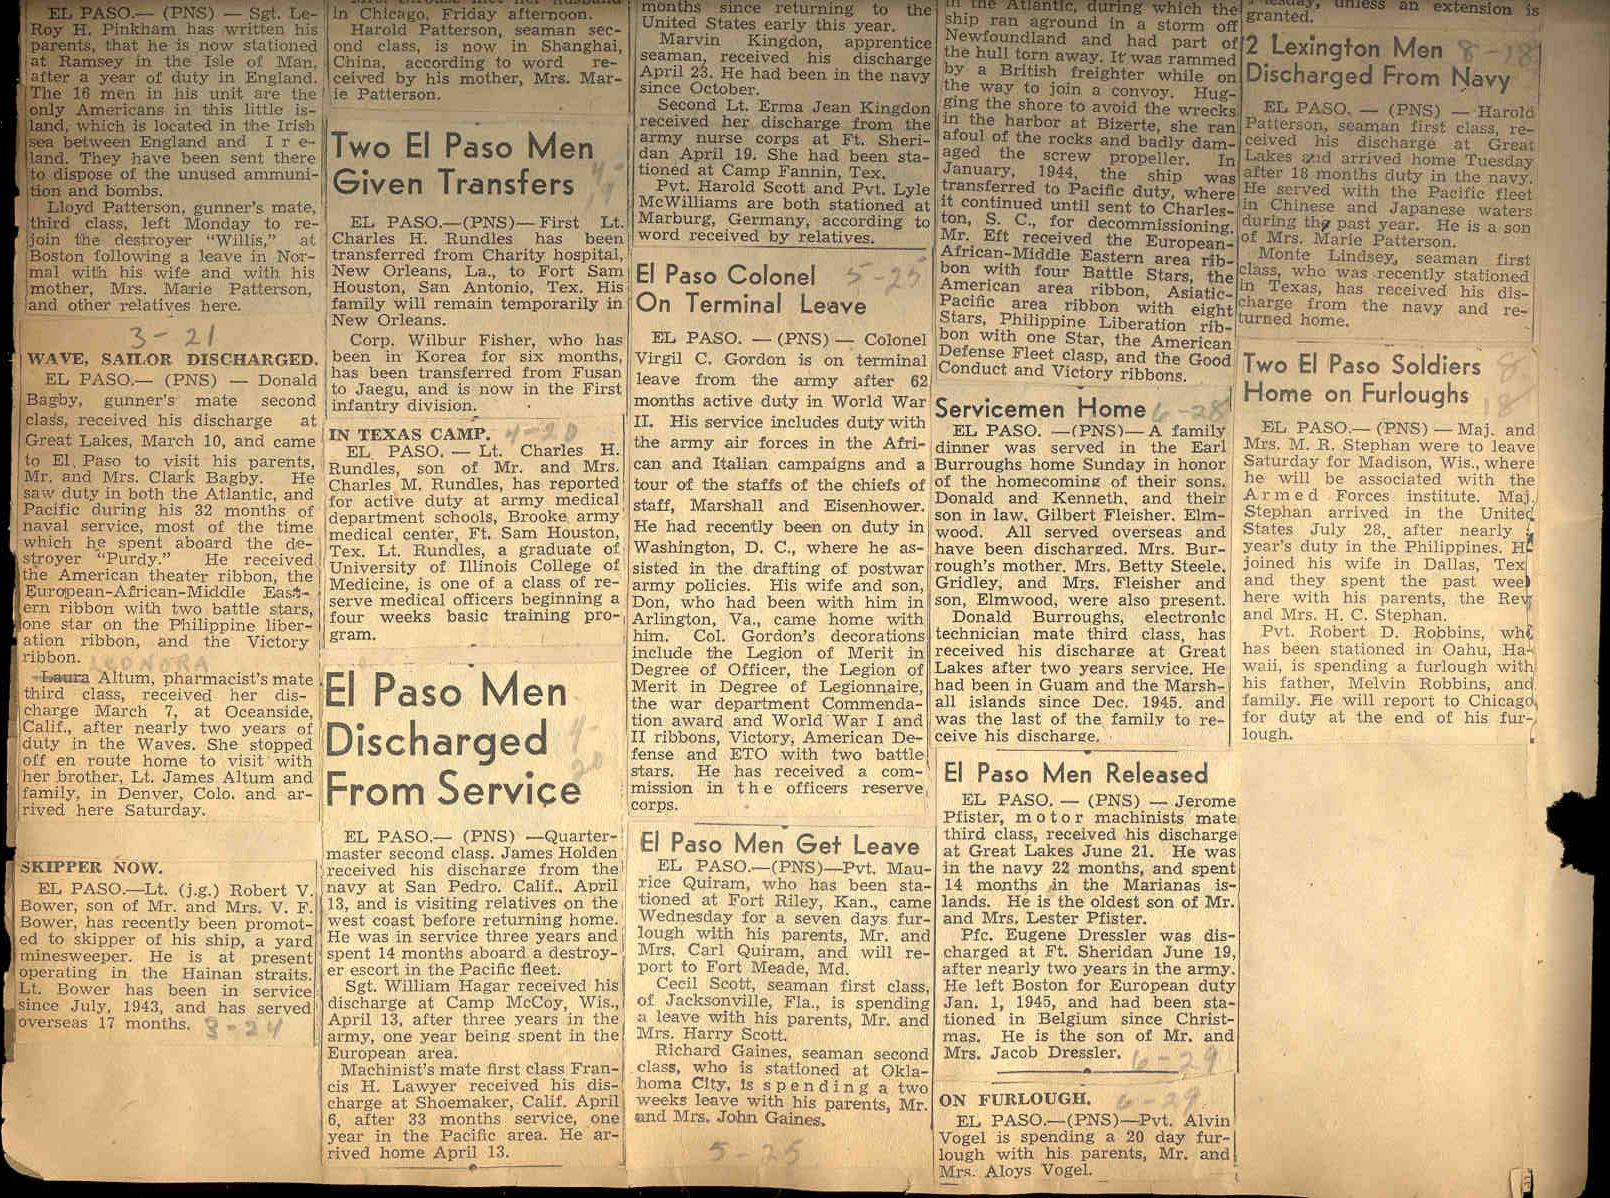 EL PASO.— (PNS) — Sgt. Le-
Roy H. Pinkham has written his
parents, that he is now stationed
at Ramsey in the Isle of Man,
after a year of duty in England.
The 16 men in his unit are the
only Americans in this little is-
land, which is located in the Irish
sea between England and Ire-
land. They have been sent there
to dispose of the unused ammuni-
tion and bombs.
Lloyd Patterson, gunner's mate,
third class, left Monday to re-
join the destroyer "Willis," at
Boston following a leave in Nor-
mal with his wife and with his
mother, Mrs. Marie Patterson,
and other relatives here.
3-21
WAVE, SAILOR DISCHARGED.
EL PASO.— (PNS) — Donald
Bagby, gunner's mate second
class, received his discharge at
Great Lakes, March 10, and came
to El Paso to visit his parents,
Mr. and Mrs. Clark Bagby. He
saw duty in both the Atlantic, and
Pacific during his 32 months of
naval service, most of the time
which he spent aboard the de-
stroyer "Purdy." He received
the American theater ribbon, the
European-African-Middle East-
ern ribbon with two battle stars,
one star on the Philippine liber-
ation ribbon, and the Victory
ribbon.
LEONORA
Laura Altum, pharmacist's mate
third class, received her dis-
charge March 7, at Oceanside,
Calif., after nearly two years of
duty in the Waves. She stopped
off en route home to visit with
her brother, Lt. James Altum and
family, in Denver, Colo. and ar-
rived here Saturday.
SKIPPER NOW.
EL PASO.—Lt. (j.g.) Robert V.
Bower, son of Mr. and Mrs. V. F.
Bower, has recently been promot-
ed to skipper of his ship, a yard
minesweeper. He is at present
operating in the Hainan straits.
Lt. Bower has been in service
since July, 1943, and has served
overseas 17 months. 3-24
in Chicago, Friday afternoon.
Harold Patterson, seaman sec-
ond class, is now in Shanghai,
China, according to word re-
ceived by his mother, Mrs. Mar-
ie Patterson.
Two El Paso Men
Given Transfers
EL PASO.—(PNS)—First Lt.
Charles H. Rundles has been
transferred from Charity hospital,
New Orleans, La., to Fort Sam
Houston, San Antonio, Tex. His
family will remain temporarily in
New Orleans.
Corp. Wilbur Fisher, who has
been in Korea for six months,
has been transferred from Fusan
to Jaegu, and is now in the First
infantry division.
IN TEXAS CAMP. 4-20
EL PASO. — Lt. Charles H.
Rundles, son of Mr. and Mrs.
Charles M. Rundles, has reported
for active duty at army medical
department schools, Brooke army
medical center, Ft. Sam Houston,
Tex. Lt. Rundles, a graduate of
University of Illinois College of
Medicine, is one of a class of re-
serve medical officers beginning a
four weeks basic training pro-
gram.
El Paso Men
Discharged 4-
From Service 20
EL PASO.— (PNS) —Quarter-
master second class. James Holden
received his discharge from the
navy at San Pedro. Calif., April
13, and is visiting relatives on the
west coast before returning home.
He was in service three years and
spent 14 months aboard a destroy-
er escort in the Pacific fleet.
Sgt. William Hagar received his
discharge at Camp McCoy, Wis.,
April 13, after three years in the
army, one year being spent in the
European area.
Machinist's mate first class Fran-
cis H. Lawyer received his dis-
charge at Shoemaker, Calif. April
6, after 33 months service, one
year in the Pacific area. He ar-
rived home April 13.
months since returning to the
United States early this year.
Marvin Kingdon, apprentice
seaman, received his discharge
April 23. He had been in the navy
since October.
Second Lt. Erma Jean Kingdon
received her discharge from the
army nurse corps at Ft. Sheri-
dan April 19. She had been sta-
tioned at Camp Fannin, Tex.
Pvt. Harold Scott and Pvt. Lyle
McWilliams are both stationed at
Marburg, Germany, according to
word received by relatives.
El Paso Colonel 5-25
On Terminal Leave
EL PASO. — (PNS) — Colonel
Virgil C. Gordon is on terminal
leave from the army after 62
months active duty in World War
II. His service includes duty with
the army air forces in the Afri-
can and Italian campaigns and a
tour of the staffs of the chiefs of
staff, Marshall and Eisenhower.
He had recently been on duty in
Washington, D. C., where he as-
sisted in the drafting of postwar
army policies. His wife and son,
Don, who had been with him in
Arlington, Va., came home with
him. Col. Gordon's decorations
include the Legion of Merit in
Degree of Officer, the Legion of
Merit in Degree of Legionnaire,
the war department Commenda-
tion award and World War I and
II ribbons, Victory, American De-
fense and ETO with two battle
stars. He has received a com-
mission in the officers reserve
corps.
El Paso Men Get Leave
EL PASO.—(PNS)—Pvt. Mau-
rice Quiram, who has been sta-
tioned at Fort Riley, Kan., came
Wednesday for a seven days fur-
lough with his parents, Mr. and
Mrs. Carl Quiram, and will re-
port to Fort Meade, Md.
Cecil Scott, seaman first class,
of Jacksonville, Fla., is spending
a leave with his parents, Mr. and
Mrs. Harry Scott.
Richard Gaines, seaman second
class, who is stationed at Okla-
homa City, is spending a two
weeks leave with his parents, Mr.
and Mrs. John Gaines.
5-25
in the Atlantic, during which the
ship ran aground in a storm off
Newfoundland and had part of
the hull torn away. It was rammed
by a British freighter while on
the way to join a convoy. Hug-
ging the shore to avoid the wrecks
in the harbor at Bizerte, she ran
afoul of the rocks and badly dam-
aged the screw propeller. In
January, 1944, the ship was
transferred to Pacific duty, where
it continued until sent to Charles-
ton, S. C., for decommissioning.
Mr. Eft received the European-
African-Middle Eastern area rib-
bon with four Battle Stars, the
American area ribbon, Asiatic-
Pacific area ribbon with eight
Stars, Philippine Liberation rib-
bon with one Star, the American
Defense Fleet clasp, and the Good
Conduct and Victory ribbons.
Servicemen Home 6-28
EL PASO. —(PNS)— A family
dinner was served in the Earl
Burroughs home Sunday in honor
of the homecoming of their sons,
Donald and Kenneth, and their
son in law, Gilbert Fleisher. Elm-
wood. All served overseas and
have been discharged. Mrs. Bur-
rough's mother, Mrs. Betty Steele,
Gridley, and Mrs. Fleisher and
son, Elmwood, were also present.
Donald Burroughs, electronic
technician mate third class, has
received his discharge at Great
Lakes after two years service. He
had been in Guam and the Marsh-
all islands since Dec. 1945, and
was the last of the family to re-
ceive his discharge.
El Paso Men Released
EL PASO. — (PNS) — Jerome
Pfister, motor machinists mate
third class, received his discharge
at Great Lakes June 21. He was
in the navy 22 months, and spent
14 months in the Marianas is-
lands. He is the oldest son of Mr.
and Mrs. Lester Pfister.
Pfc. Eugene Dressler was dis-
charged at Ft. Sheridan June 19,
after nearly two years in the army.
He left Boston for European duty
Jan. 1, 1945, and had been sta-
tioned in Belgium since Christ-
mas. He is the son of Mr. and
Mrs. Jacob Dressler. 6-29
ON FURLOUGH. 6-29
EL PASO.—(PNS)—Pvt. Alvin
Vogel is spending a 20 day fur-
lough with his parents, Mr. and
Mrs. Aloys Vogel.
unless an extension is
granted.
2 Lexington Men 8-18
Discharged From Navy
EL PASO. — (PNS) — Harold
Patterson, seaman first class, re-
ceived his discharge at Great
Lakes and arrived home Tuesday
after 18 months duty in the navy.
He served with the Pacific fleet
in Chinese and Japanese waters
during the past year. He is a son
of Mrs. Marie Patterson.
Monte Lindsey, seaman first
class, who was recently stationed
in Texas, has received his dis-
charge from the navy and re-
turned home.
Two El Paso Soldiers 8-
Home on Furloughs 18
EL PASO.—(PNS) — Maj. and
Mrs. M. R. Stephan were to leave
Saturday for Madison, Wis., where
he will be associated with the
Armed Forces institute. Maj.
Stephan arrived in the United
States July 28, after nearly
year's duty in the Philippines. He
joined his wife in Dallas, Tex
and they spent the past week
here with his parents, the Rev
and Mrs. H. C. Stephan.
Pvt. Robert D. Robbins, who
has been stationed in Oahu, Ha-
waii, is spending a furlough with
his father, Melvin Robbins, and
family. He will report to Chicago
for duty at the end of his fur-
lough.